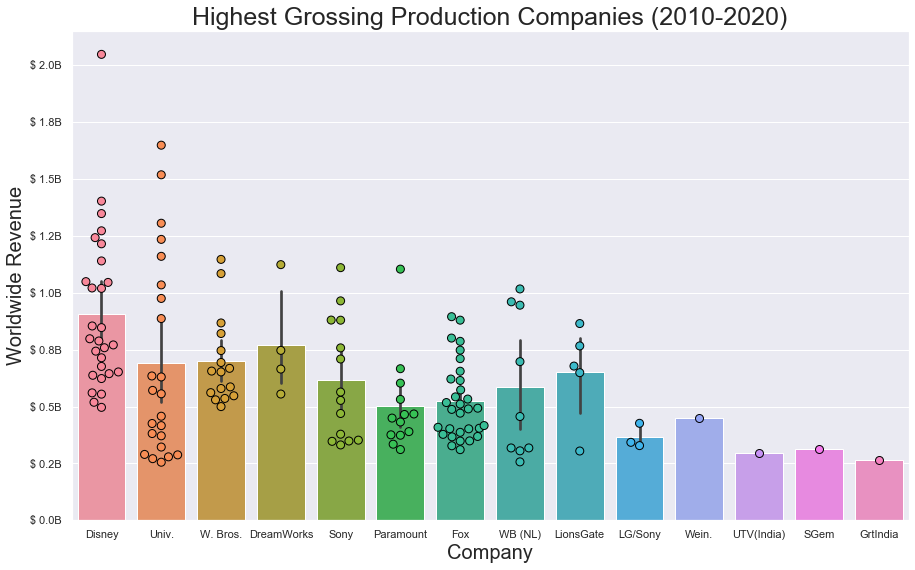 Highest Grossing Production Companies (2010-2020)
Worldwide Revenue
$ 2.0B
$ 1.8B
$ 1.5B
$ 1.2B
$ 1.0B
$ 0.8B
$ 0.5B
$ 0.2B
$ 0.0B
Disney Univ. W. Bros. DreamWorks Sony Paramount Fox WB (NL) LionsGate LG/Sony Wein. UTV(India) SGem GrtIndia
Company